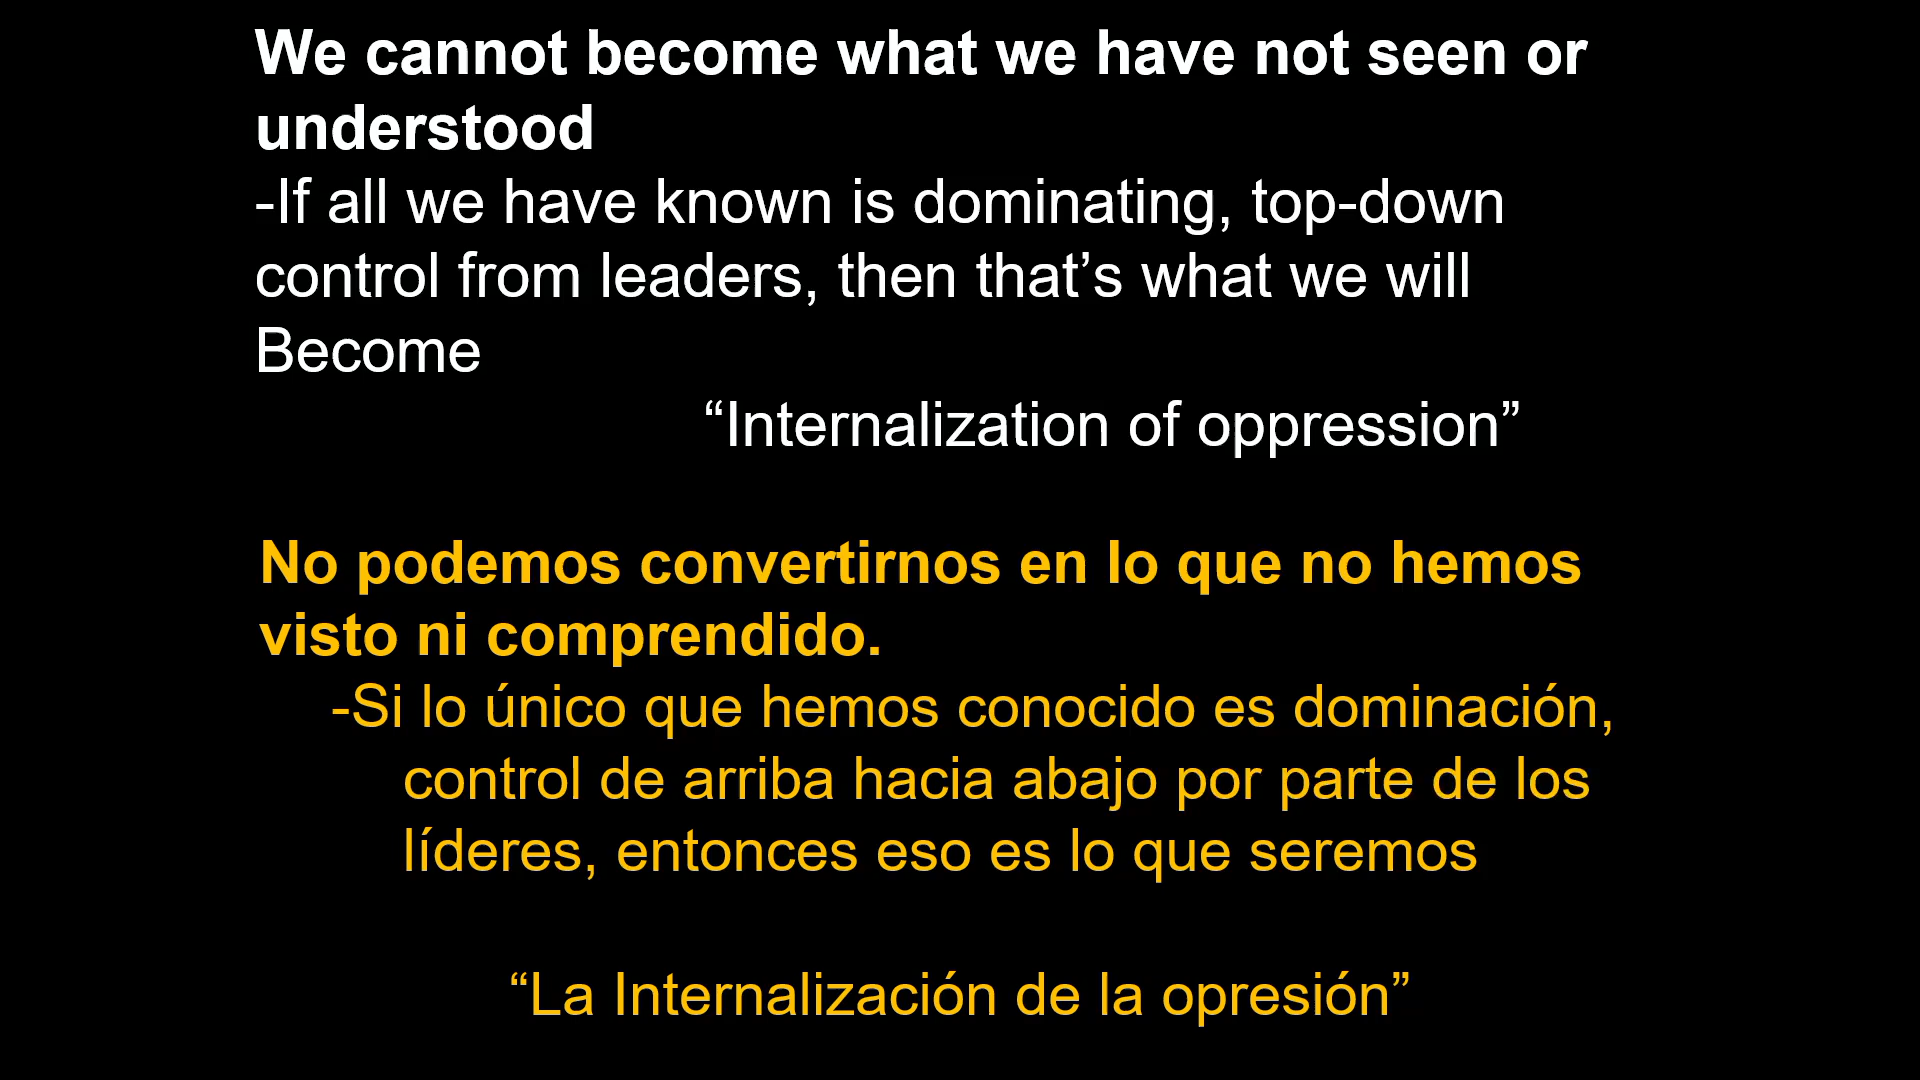 We cannot become what we have not seen or
understood
-If all we have known is dominating, top-down
control from leaders, then that’s what we will
Become
“Internalization of oppression”
No podemos convertirnos en lo que no hemos
visto ni comprendido.
-Si lo único que hemos conocido es dominación,
control de arriba hacia abajo por parte de los
líderes, entonces eso es lo que seremos
“La Internalización de la opresión”